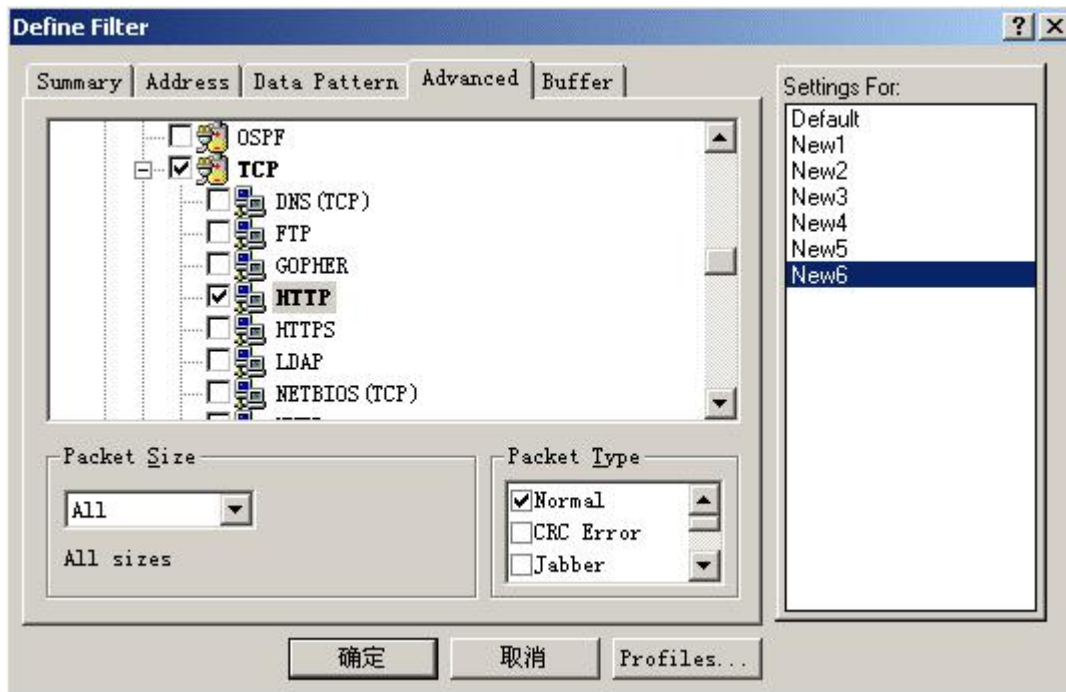 Define Filter
Summary Address Data Pattern Advanced Buffer
OSPF
TCP
DNS(TCP)
FTP
GOPHER
HTTP
HTTPS
LDAP
NETBIOS(TCP)
Packet Size
All
All sizes
Packet Type
Normal
CRC Error
Jabber
Settings For:
Default
New1
New2
New3
New4
New5
New6
确定 取消 Profiles...